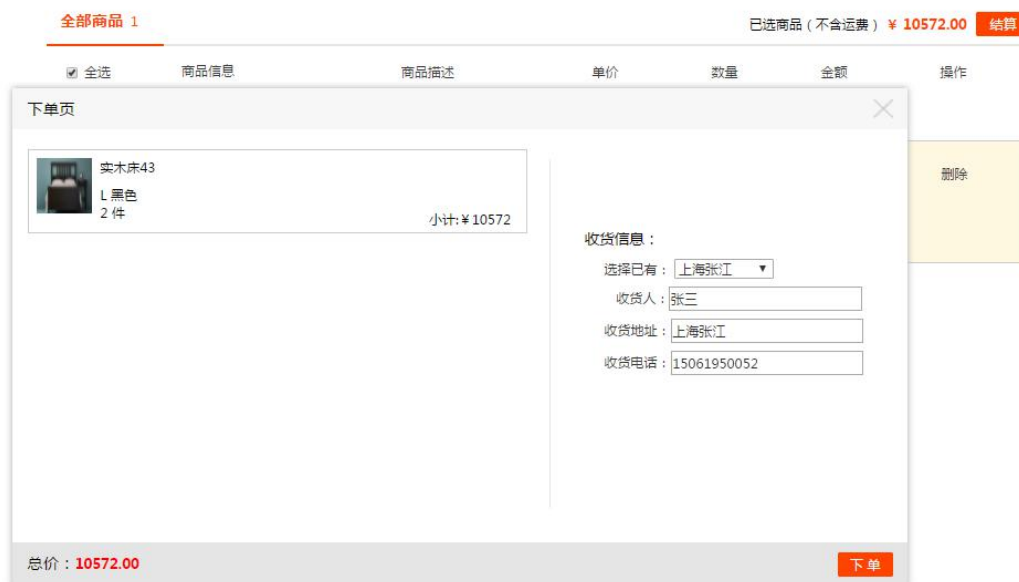 全部商品 1
已选商品（不含运费）￥ 10572.00 结算
全选 商品信息 商品描述 单价 数量 金额 操作
下单页
实木床43
L 黑色
2 件
小计:￥10572
删除
收货信息：
选择已有： 上海张江
收货人：张三
收货地址：上海张江
收货电话：15061950052
总价：10572.00
下单